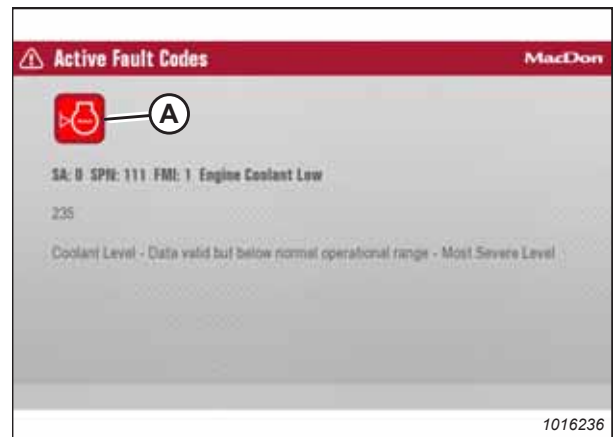 Active Fault Codes MacDon
A
SA: 0 SPN: 111 FMI: 1 Engine Coolant Low
235
Coolant Level - Data valid but below normal operational range - Most Severe Level
1016236